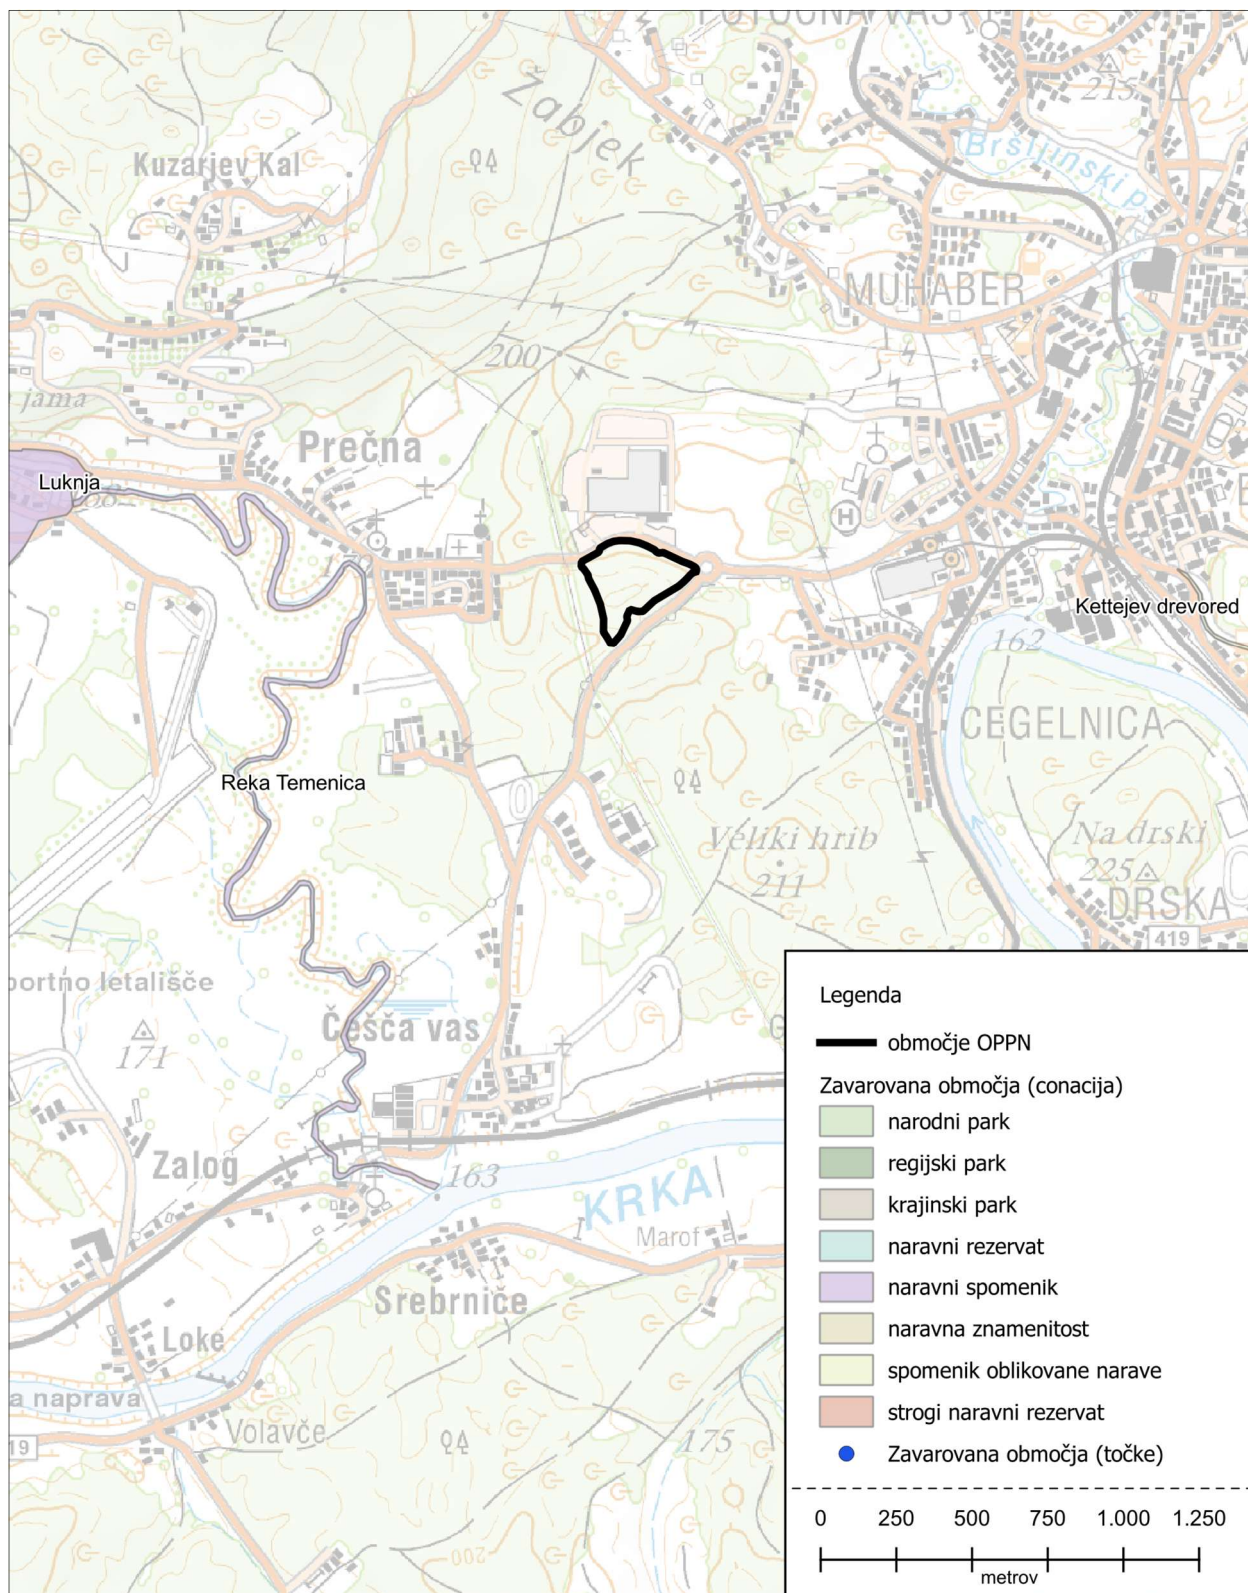 Žabjek
215
Kuzarjev Kal
Bršljinski p.
MUHABER
200
jama
Prečna
Luknja
H
Kettejev drevored
162
CEGELNICA
Reka Temenica
Veliki hrib
211
Na drski
225
DRSKA
419
portno letališče
171
Češča vas
Zalog
163
KRKA
Marof
Srebrniče
Loke
a naprava
Volavče
19
175
200
Legenda
območje OPPN
Zavarovana območja (conacija)
narodni park
regijski park
krajinski park
naravni rezervat
naravni spomenik
naravna znamenitost
spomenik oblikovane narave
strogi naravni rezervat
Zavarovana območja (točke)
0 250 500 750 1.000 1.250
metrov